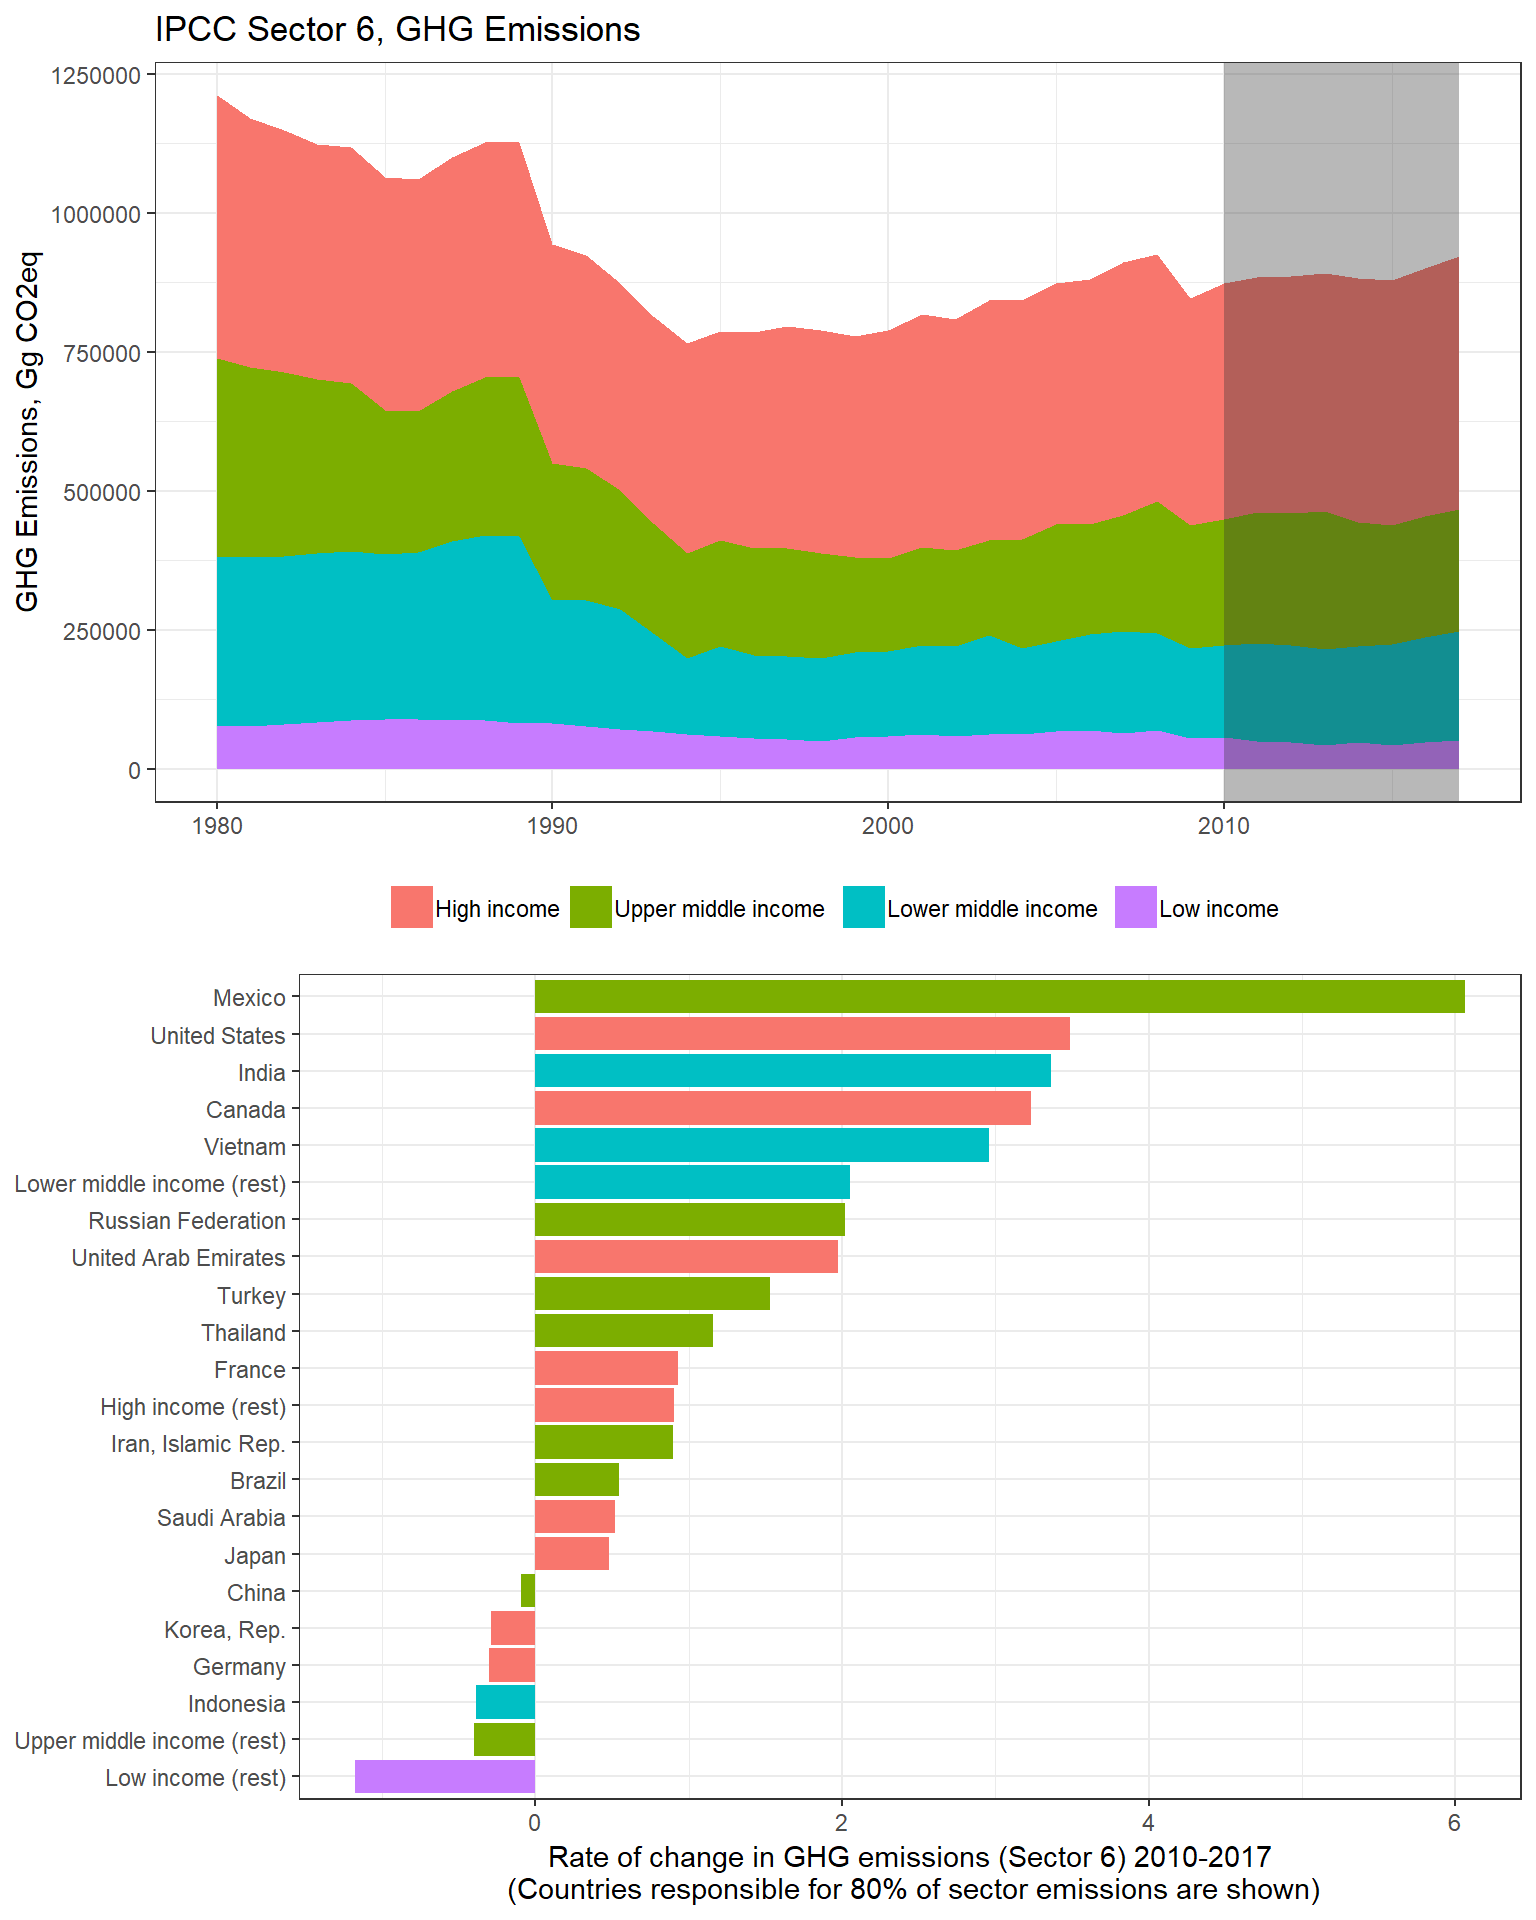 IPCC Sector 6, GHG Emissions
GHG Emissions, Gg CO2eq
1250000
1000000
750000
500000
250000
0
1980 1990 2000 2010
High income Upper middle income Lower middle income Low income
Mexico
United States
India
Canada
Vietnam
Lower middle income (rest)
Russian Federation
United Arab Emirates
Turkey
Thailand
France
High income (rest)
Iran, Islamic Rep.
Brazil
Saudi Arabia
Japan
China
Korea, Rep.
Germany
Indonesia
Upper middle income (rest)
Low income (rest)
0 2 4 6
Rate of change in GHG emissions (Sector 6) 2010-2017
(Countries responsible for 80% of sector emissions are shown)